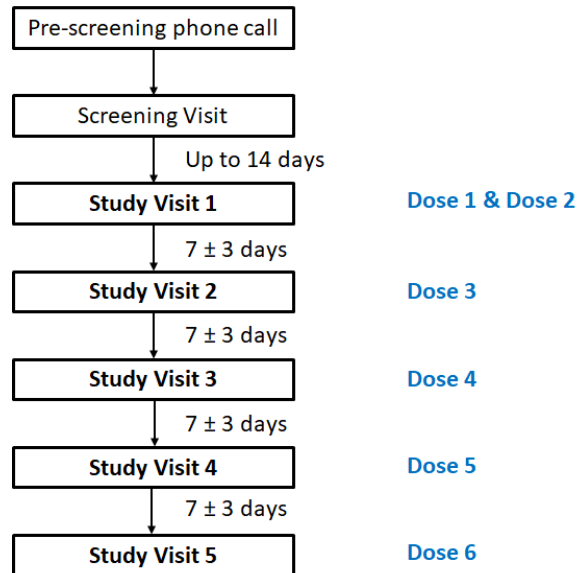 Pre-screening phone call
Screening Visit
Up to 14 days
Study Visit 1
Dose 1 & Dose 2
7 ± 3 days
Study Visit 2
Dose 3
7 ± 3 days
Study Visit 3
Dose 4
7 ± 3 days
Study Visit 4
Dose 5
7 ± 3 days
Study Visit 5
Dose 6